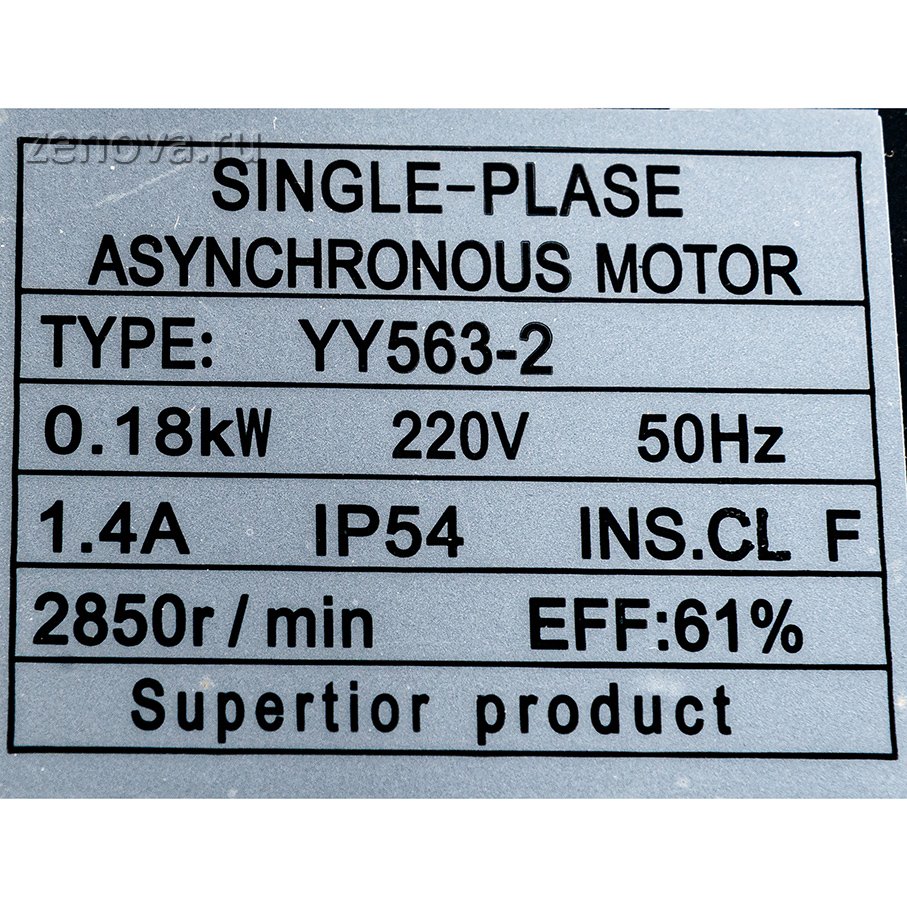 zenova.ru
SINGLE-PLASE
ASYNCHRONOUS MOTOR
TYPE: YY563-2
0.18kW 220V 50Hz
1.4A IP54 INS.CL F
2850r/min EFF:61%
Supertior product